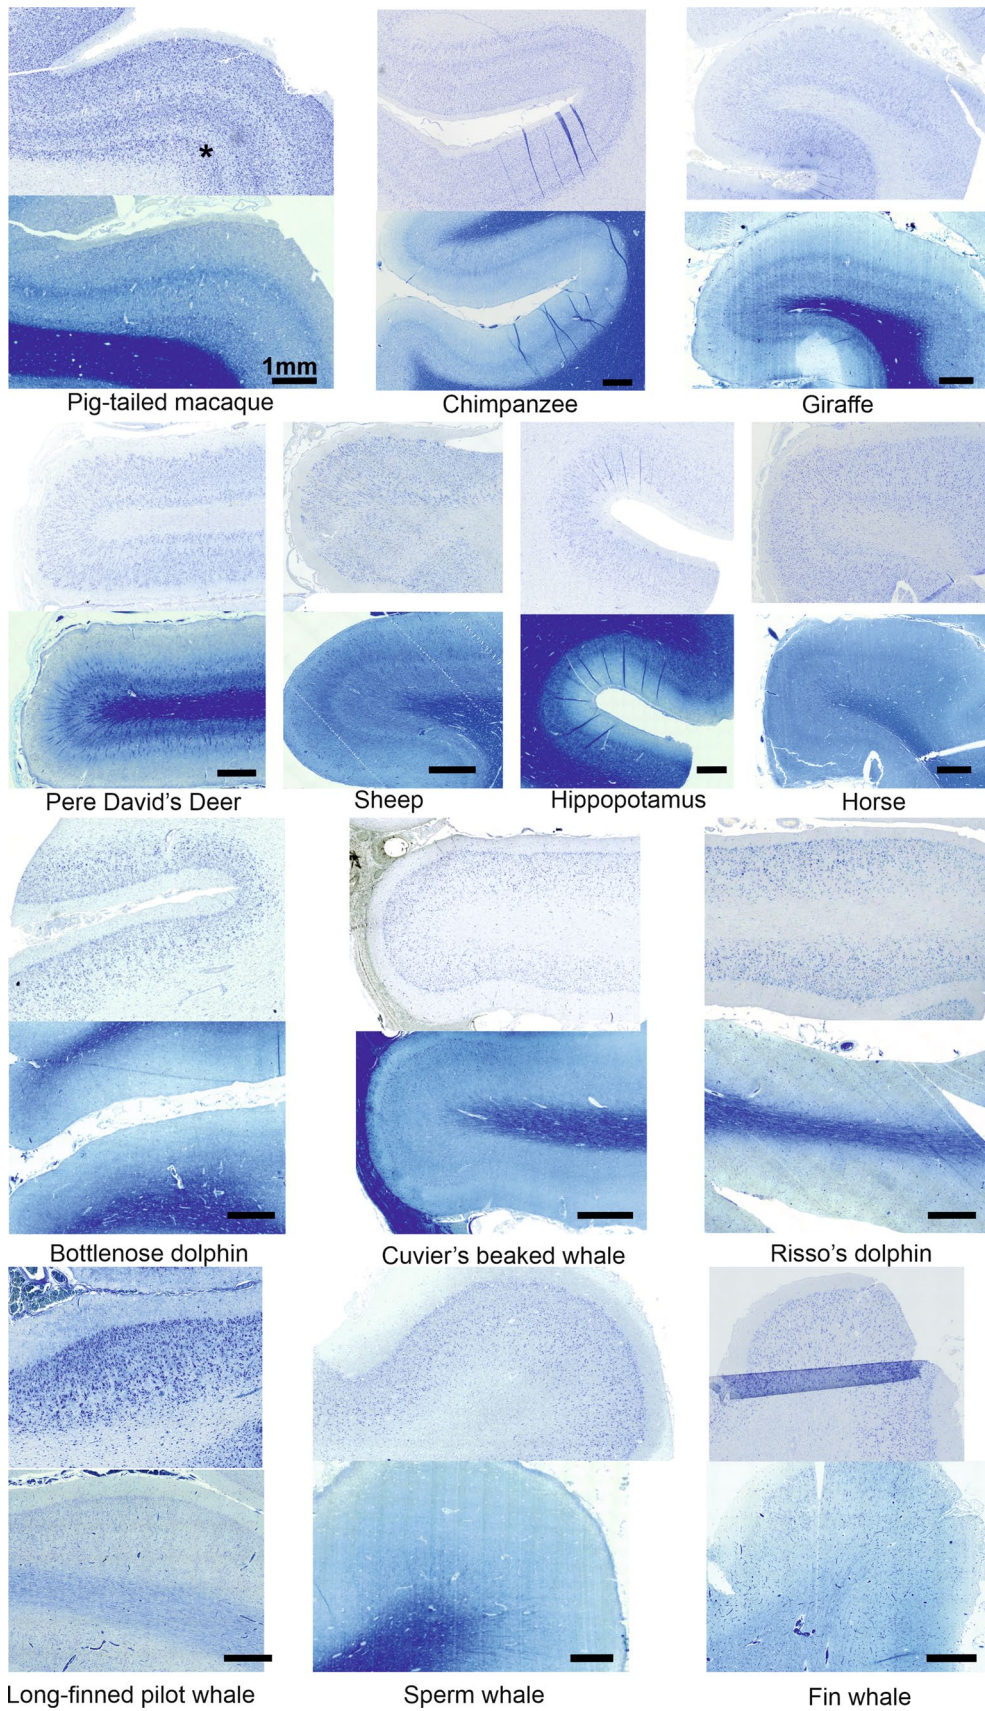 *
1mm
Pig-tailed macaque
Chimpanzee
Giraffe
Pere David's Deer
Sheep
Hippopotamus
Horse
Bottlenose dolphin
Cuvier's beaked whale
Risso's dolphin
Long-finned pilot whale
Sperm whale
Fin whale